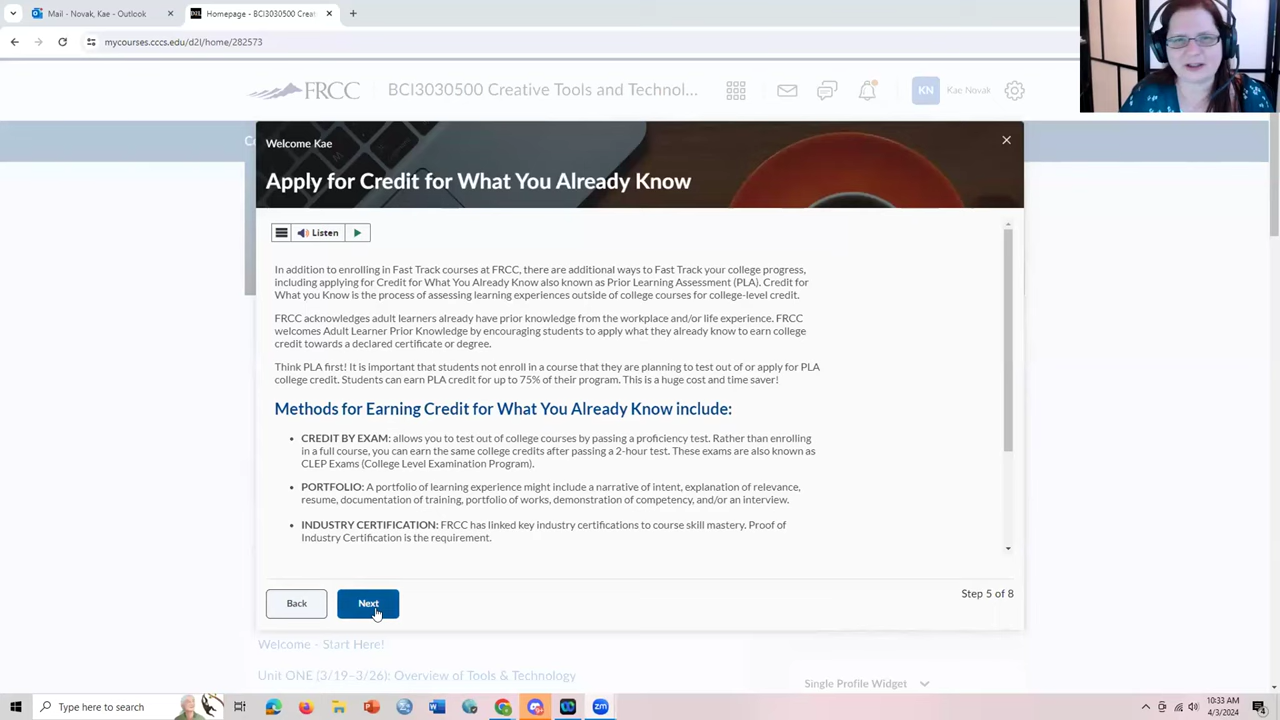 Mail - Novak, Kae - Outlook
Homepage - BCI3030500 Crea
mycourses.cccs.edu/d2l/home/282573
FRCC
BCI3030500 Creative Tools and Technol...
KN
Kae Novak
Welcome Kae
Apply for Credit for What You Already Know
Listen
In addition to enrolling in Fast Track courses at FRCC, there are additional ways to Fast Track your college progress,
including applying for Credit for What You Already Know also known as Prior Learning Assessment (PLA). Credit for
What you Know is the process of assessing learning experiences outside of college courses for college-level credit.
FRCC acknowledges adult learners already have prior knowledge from the workplace and/or life experience. FRCC
welcomes Adult Learner Prior Knowledge by encouraging students to apply what they already know to earn college
credit towards a declared certificate or degree.
Think PLA first! It is important that students not enroll in a course that they are planning to test out of or apply for PLA
college credit. Students can earn PLA credit for up to 75% of their program. This is a huge cost and time saver!
Methods for Earning Credit for What You Already Know include:
• CREDIT BY EXAM: allows you to test out of college courses by passing a proficiency test. Rather than enrolling
in a full course, you can earn the same college credits after passing a 2-hour test. These exams are also known as
CLEP Exams (College Level Examination Program).
• PORTFOLIO: A portfolio of learning experience might include a narrative of intent, explanation of relevance,
resume, documentation of training, portfolio of works, demonstration of competency, and/or an interview.
• INDUSTRY CERTIFICATION: FRCC has linked key industry certifications to course skill mastery. Proof of
Industry Certification is the requirement.
Back
Next
Step 5 of 8
Welcome - Start Here!
Unit ONE (3/19–3/26): Overview of Tools & Technology
Single Profile Widget
Type here to search
10:33 AM
4/3/2024
4